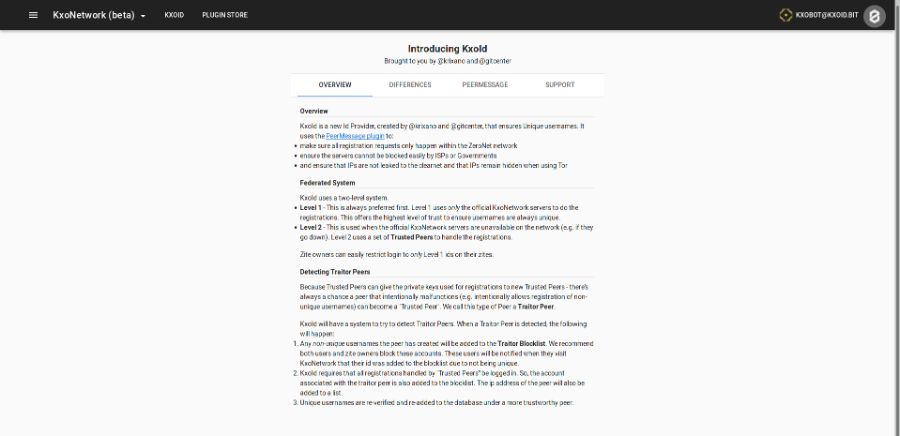 KxoNetwork (beta)
KXOID
PLUGIN STORE
KXOBOT@KXOID.BIT
Introducing KxoId
Brought to you by @krixano and @gitcenter
OVERVIEW
DIFFERENCES
PEERMESSAGE
SUPPORT
Overview
KxoId is a new Id Provider, created by @krixano and @gitcenter, that ensures Unique usernames. It
uses the PeerMessage plugin to:
• make sure all registration requests only happen within the ZeroNet network
• ensure the servers cannot be blocked easily by ISPs or Governments
• and ensure that IPs are not leaked to the clearnet and that IPs remain hidden when using Tor
Federated System
KxoId uses a two-level system.
• Level 1 - This is always preferred first. Level 1 uses only the official KxoNetwork servers to do the
registrations. This offers the highest level of trust to ensure usernames are always unique.
• Level 2 - This is used when the official KxoNetwork servers are unavailable on the network (e.g. if they
go down). Level 2 uses a set of Trusted Peers to handle the registrations.
Zite owners can easily restrict login to only Level 1 ids on their zites.
Detecting Traitor Peers
Because Trusted Peers can give the private keys used for registrations to new Trusted Peers - there's
always a chance a peer that intentionally malfunctions (e.g. intentionally allows registration of non-
unique usernames) can become a "Trusted Peer". We call this type of Peer a Traitor Peer.
KxoId will have a system to try to detect Traitor Peers. When a Traitor Peer is detected, the following
will happen:
1. Any non-unique usernames the peer has created will be added to the Traitor Blocklist. We recommend
both users and zite owners block these accounts. These users will be notified when they visit
KxoNetwork that their id was added to the blocklist due to not being unique.
2. KxoId requires that all registrations handled by "Trusted Peers" be logged in. So, the account
associated with the traitor peer is also added to the blocklist. The ip address of the peer will also be
added to a list.
3. Unique usernames are re-verified and re-added to the database under a more trustworthy peer.